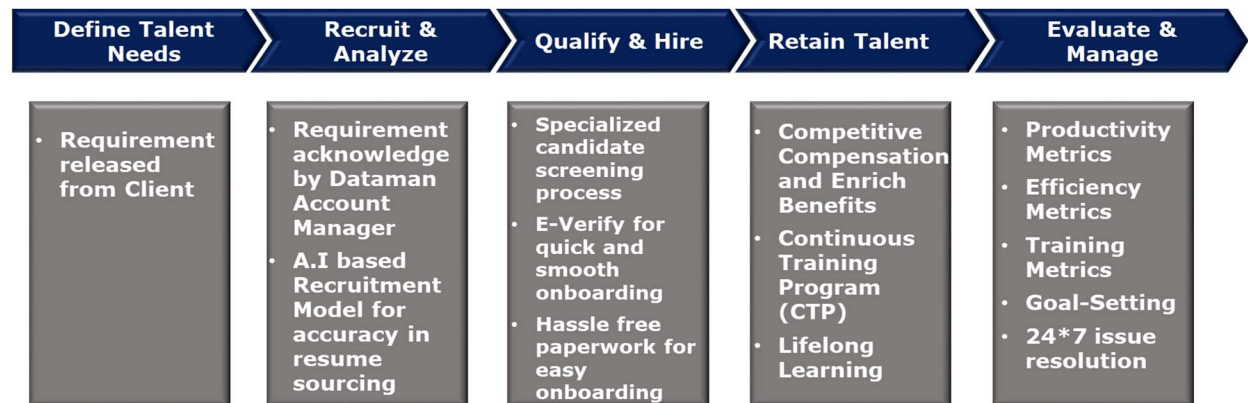 Define Talent
Needs
Recruit &
Analyze
Qualify & Hire
Retain Talent
Evaluate &
Manage
• Requirement
released
from Client
• Requirement
acknowledge
by Dataman
Account
Manager
• A.I based
Recruitment
Model for
accuracy in
resume
sourcing
• Specialized
candidate
screening
process
• E-Verify for
quick and
smooth
onboarding
• Hassle free
paperwork for
easy
onboarding
• Competitive
Compensation
and Enrich
Benefits
• Continuous
Training
Program
(CTP)
• Lifelong
Learning
• Productivity
Metrics
• Efficiency
Metrics
• Training
Metrics
• Goal-Setting
• 24*7 issue
resolution